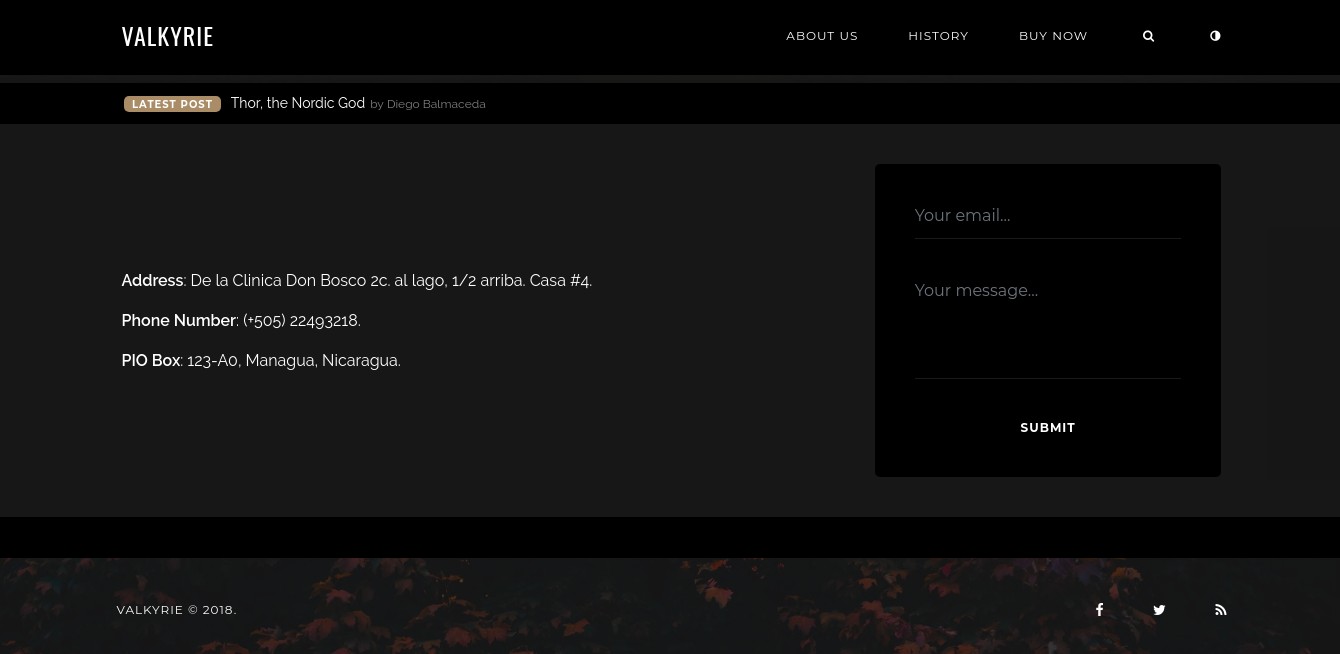 VALKYRIE
ABOUT US
HISTORY
BUY NOW
LATEST POST Thor, the Nordic God by Diego Balmaceda
Your email...
Your message...
SUBMIT
Address: De la Clinica Don Bosco 2c. al lago, 1/2 arriba. Casa #4.
Phone Number: (+505) 22493218.
PIO Box: 123-A0, Managua, Nicaragua.
VALKYRIE © 2018.